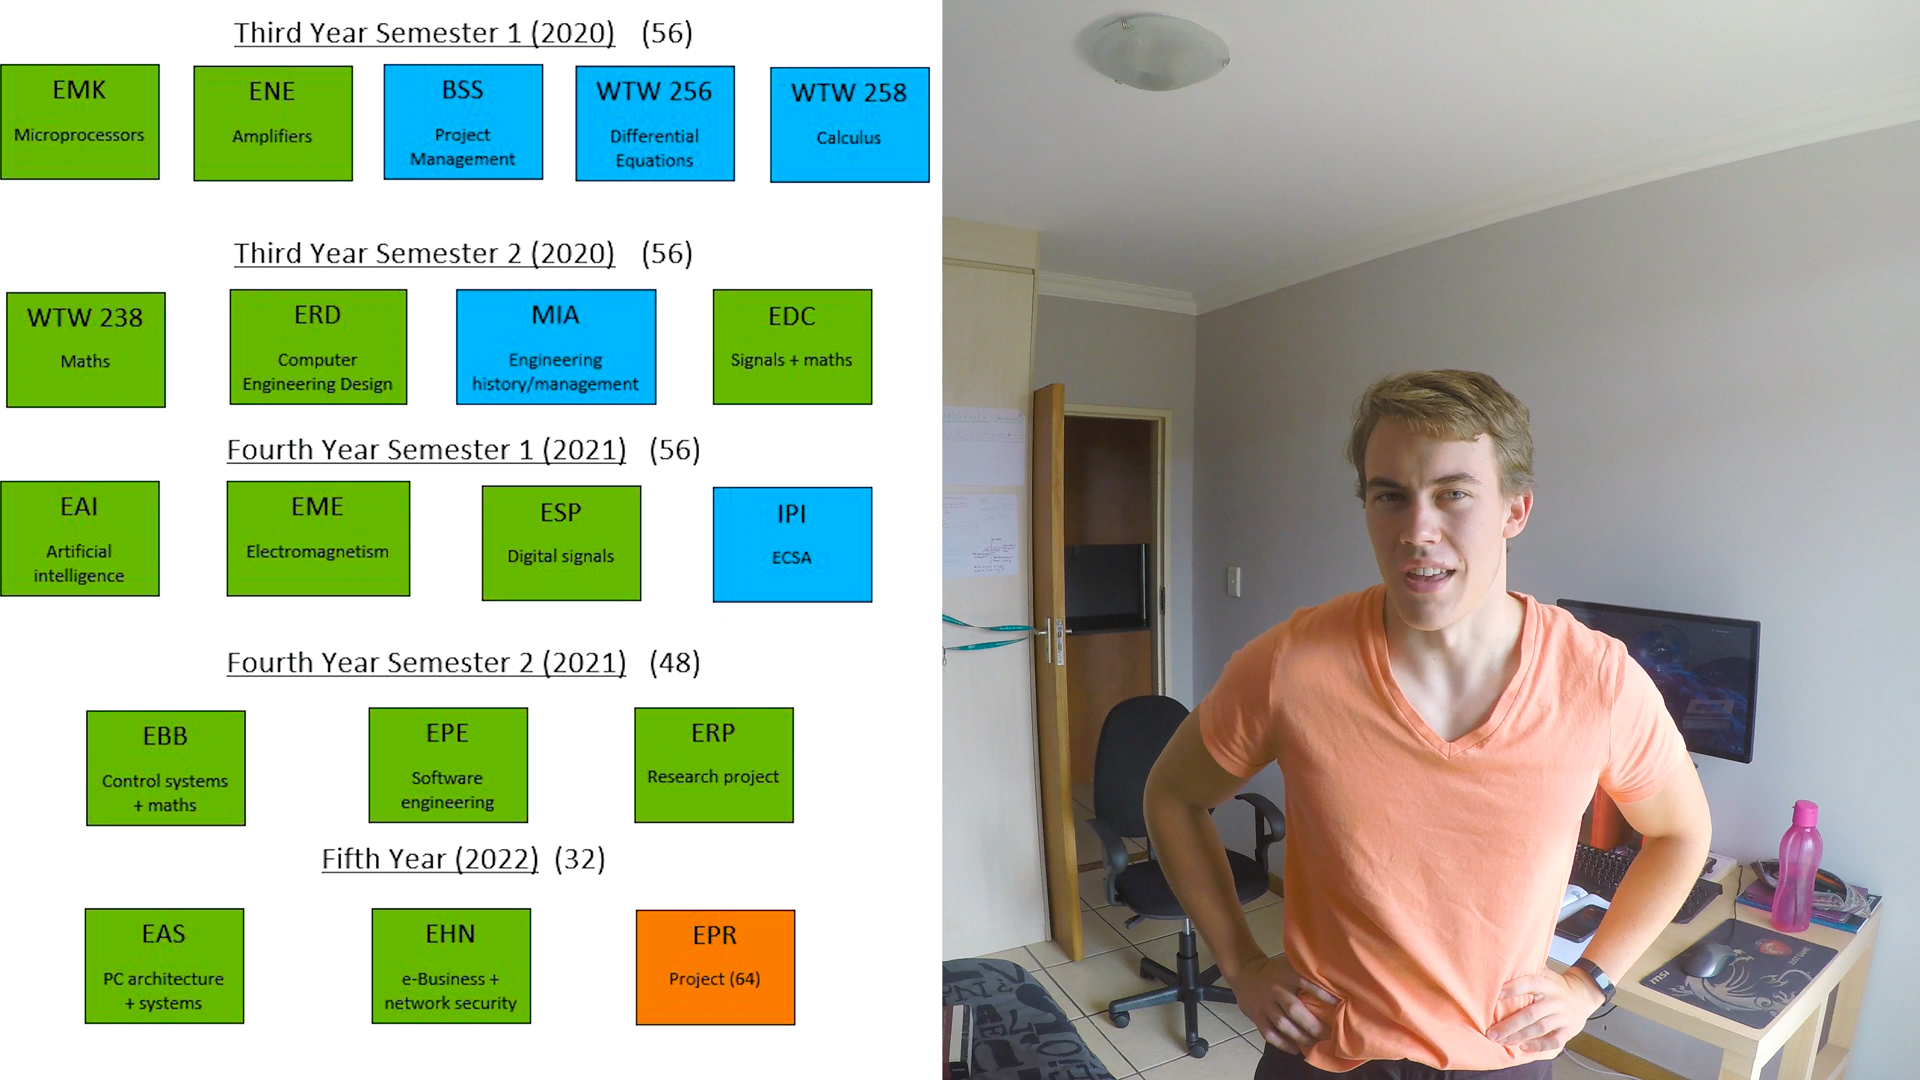 Third Year Semester 1 (2020) (56)
EMK
Microprocessors
ENE
Amplifiers
BSS
Project
Management
WTW 256
Differential
Equations
WTW 258
Calculus
Third Year Semester 2 (2020) (56)
WTW 238
Maths
ERD
Computer
Engineering Design
MIA
Engineering
history/management
EDC
Signals + maths
Fourth Year Semester 1 (2021) (56)
EAI
Artificial
intelligence
EME
Electromagnetism
ESP
Digital signals
IPI
ECSA
Fourth Year Semester 2 (2021) (48)
EBB
Control systems
+ maths
EPE
Software
engineering
ERP
Research project
Fifth Year (2022) (32)
EAS
PC architecture
+ systems
EHN
e-Business +
network security
EPR
Project (64)
msi